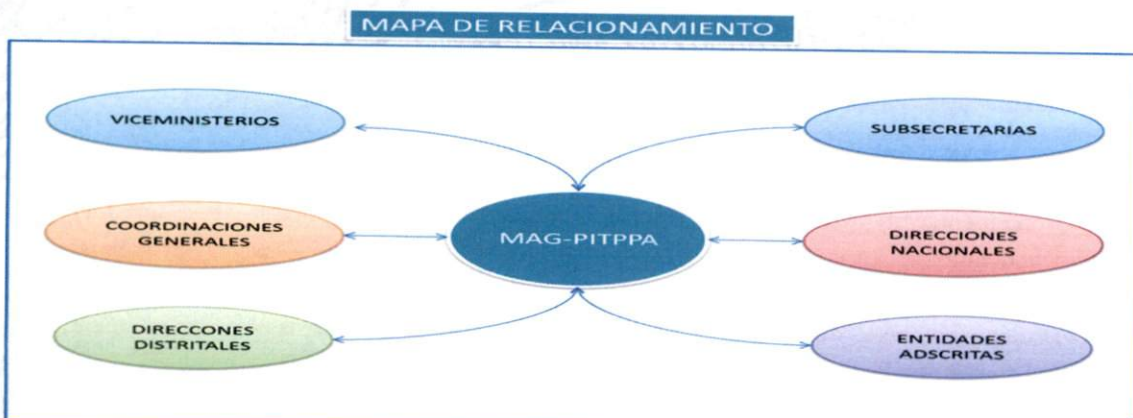 MAPA DE RELACIONAMIENTO
VICEMINISTERIOS
SUBSECRETARIAS
COORDINACIONES
GENERALES
MAG-PITPPA
DIRECCIONES
NACIONALES
DIRECCONES
DISTRITALES
ENTIDADES
ADSCRITAS